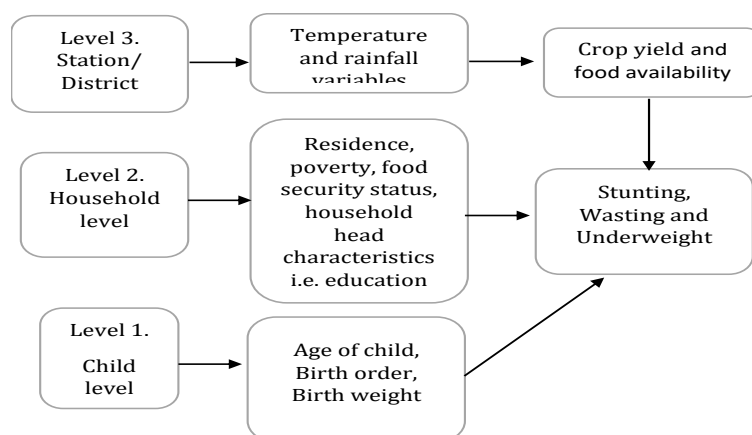 Level 3.
Station/
District
Temperature
and rainfall
variables
Crop yield and
food availability
Level 2.
Household
level
Residence,
poverty, food
security status,
household
head
characteristics
i.e. education
Stunting,
Wasting and
Underweight
Level 1.
Child
level
Age of child,
Birth order,
Birth weight